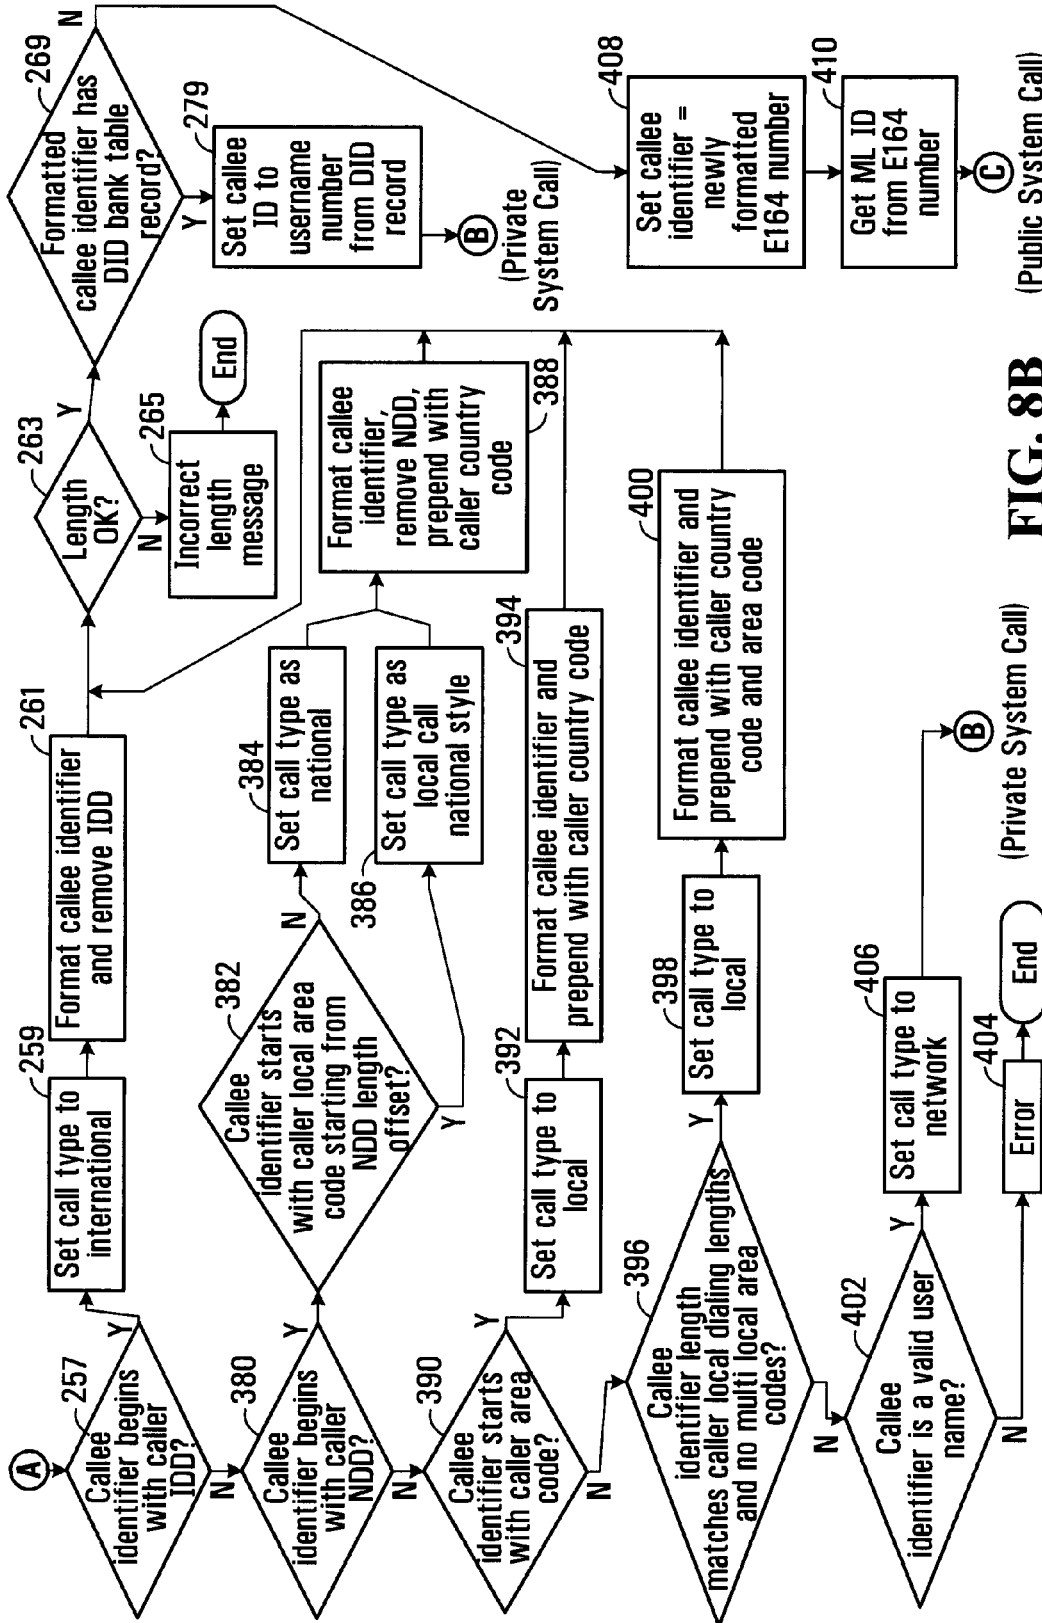 A
257
Callee
identifier begins
with caller
IDD?
Y
N
259
Set call type to
international
261
Format callee identifier
and remove IDD
263
Length
OK?
Y
N
265
Incorrect
length
message
End
269
Formatted
callee identifier has
DID bank table
record?
N
Y
279
Set callee
ID to
username
number
from DID
record
B
(Private
System Call)
380
Callee
identifier begins
with caller
NDD?
Y
N
382
Callee
identifier starts
with caller local area
code starting from
NDD length
offset?
N
Y
384
Set call type as
national
386
Set call type as
local call
national style
Format callee
identifier,
remove NDD,
prepend with
caller country
code
388
390
Callee
identifier starts
with caller area
code?
Y
N
392
Set call type to
local
394
Format callee identifier and
prepend with caller country code
396
Callee
identifier length
matches caller local dialing lengths
and no multi local area
codes?
Y
N
398
Set call type to
local
400
Format callee identifier and
prepend with caller country
code and area code
402
Callee
identifier is a valid user
name?
Y
N
406
Set call type to
network
B
(Private System Call)
404
Error
End
408
Set callee
identifier =
newly
formatted
E164 number
410
Get ML ID
from E164
number
C
(Public System Call)
FIG. 8B